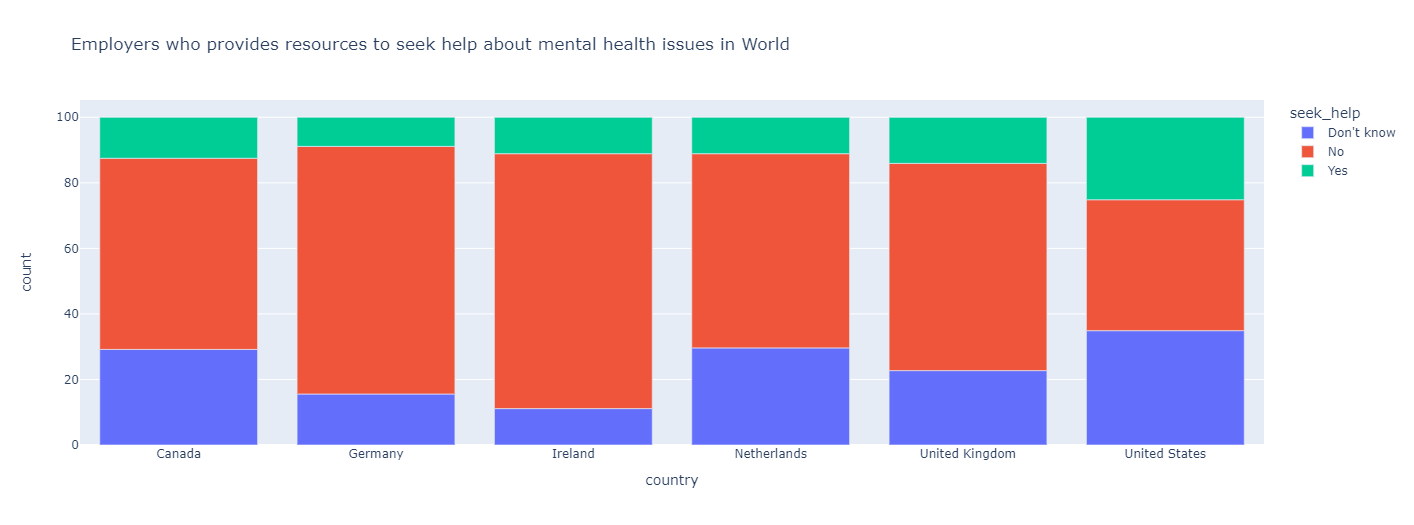 Employers who provides resources to seek help about mental health issues in World
seek_help
Don't know
No
Yes
count
100
80
60
40
20
0
Canada
Germany
Ireland
Netherlands
United Kingdom
United States
country